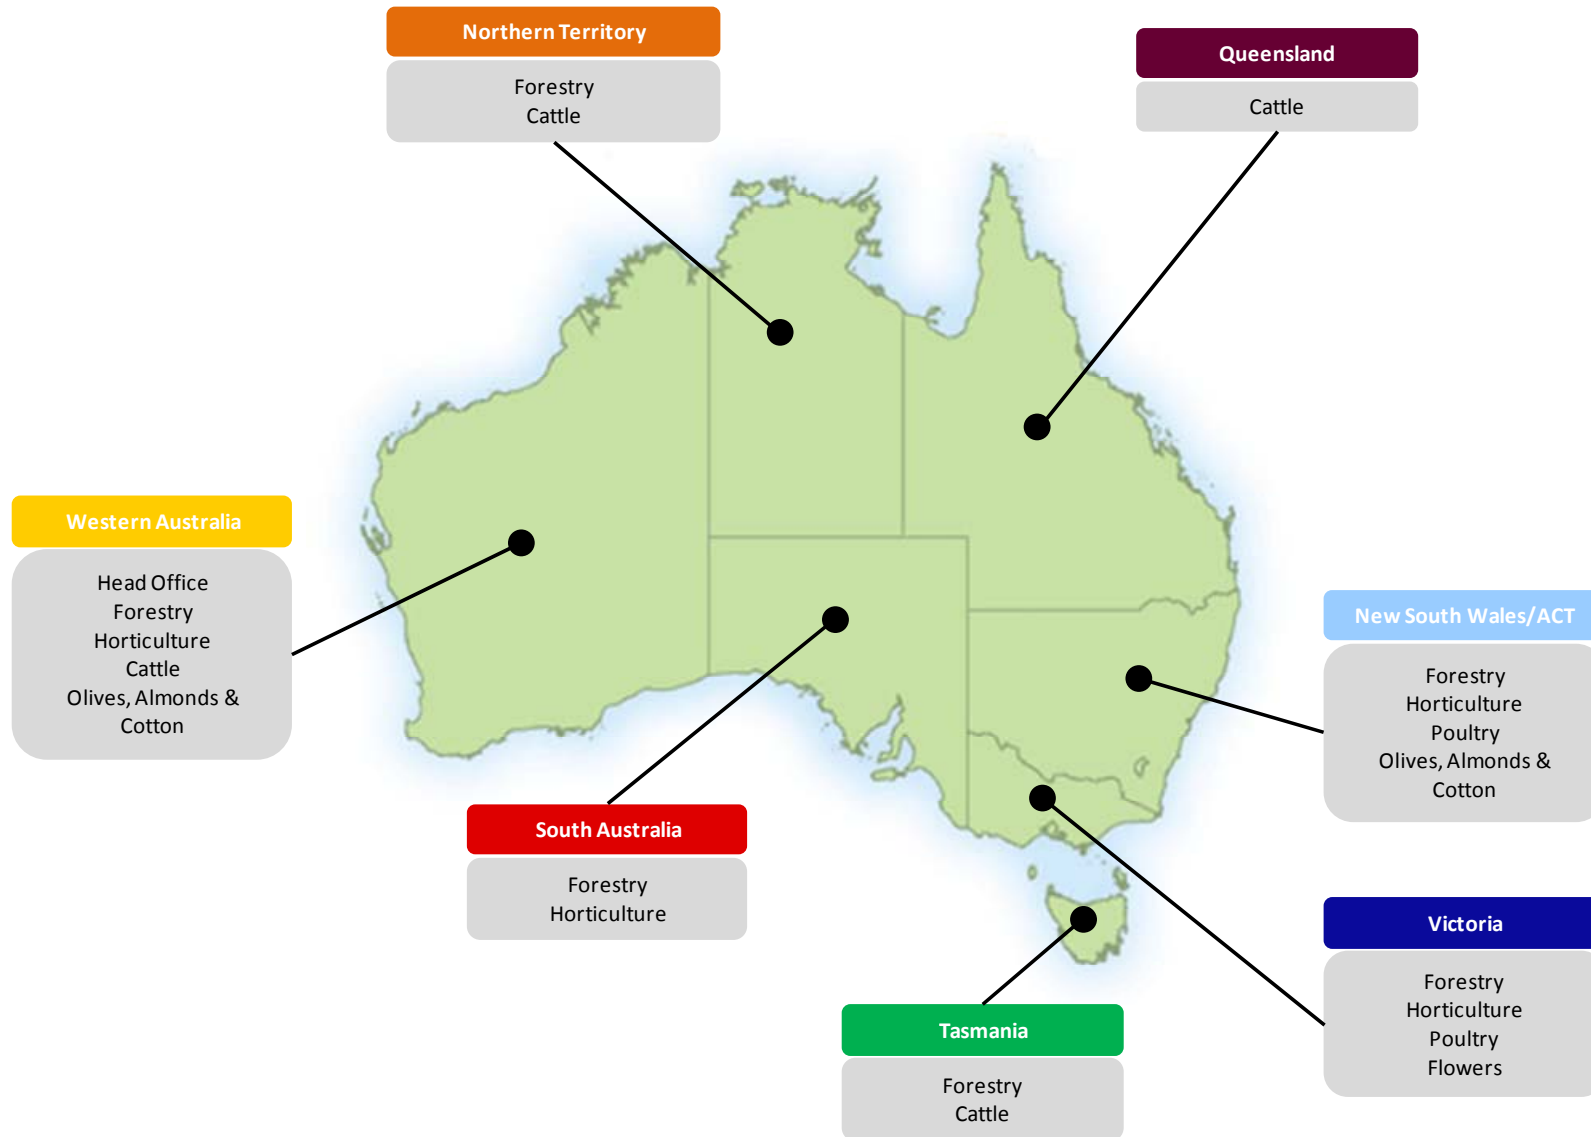 Northern Territory
Forestry
Cattle
Queensland
Cattle
Western Australia
Head Office
Forestry
Horticulture
Cattle
Olives, Almonds &
Cotton
New South Wales/ACT
Forestry
Horticulture
Poultry
Olives, Almonds &
Cotton
South Australia
Forestry
Horticulture
Victoria
Forestry
Horticulture
Poultry
Flowers
Tasmania
Forestry
Cattle